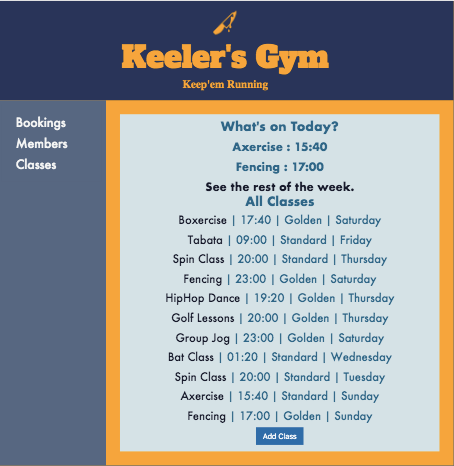 Keeler's Gym
Keep'em Running
Bookings
Members
Classes
What's on Today?
Axercise : 15:40
Fencing : 17:00
See the rest of the week.
All Classes
Boxercise | 17:40 | Golden | Saturday
Tabata | 09:00 | Standard | Friday
Spin Class | 20:00 | Standard | Thursday
Fencing | 23:00 | Golden | Saturday
HipHop Dance | 19:20 | Golden | Thursday
Golf Lessons | 20:00 | Golden | Thursday
Group Jog | 23:00 | Golden | Saturday
Bat Class | 01:20 | Standard | Wednesday
Spin Class | 20:00 | Standard | Tuesday
Axercise | 15:40 | Standard | Sunday
Fencing | 17:00 | Golden | Sunday
Add Class